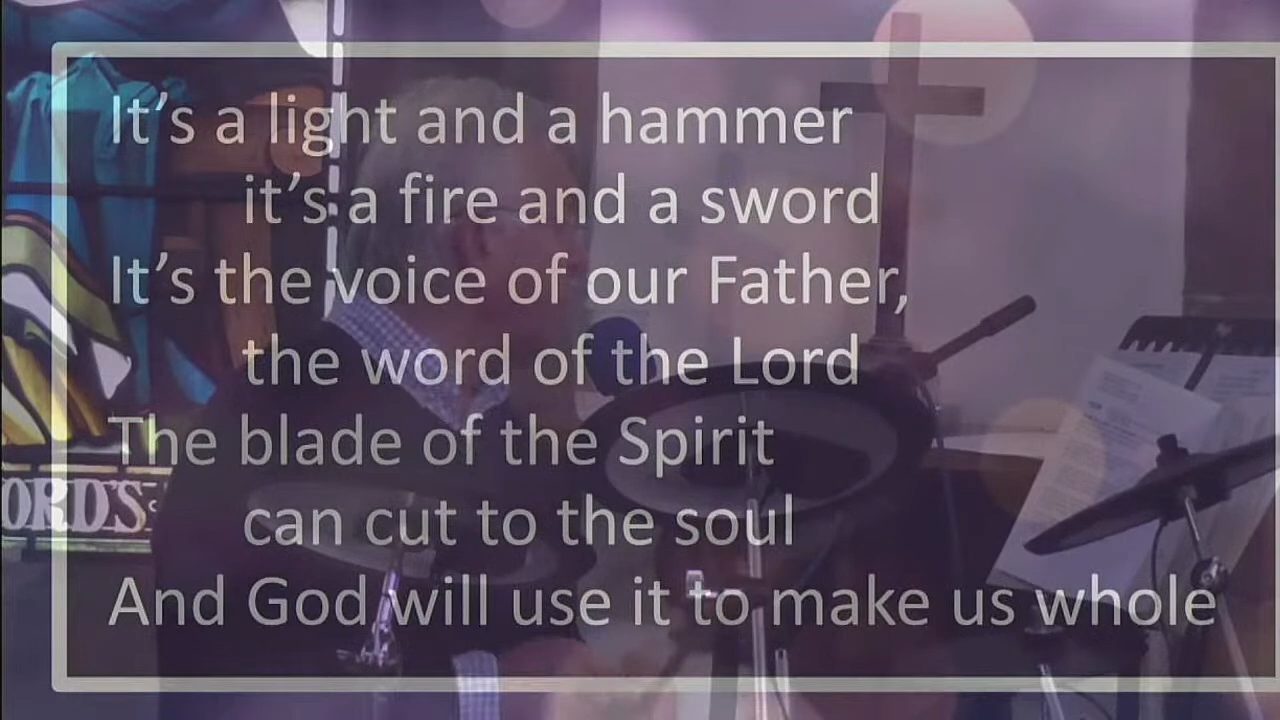 It's a light and a hammer
it's a fire and a sword
It's the voice of our Father,
the word of the Lord
The blade of the Spirit
can cut to the soul
And God will use it to make us whole
ORD'S